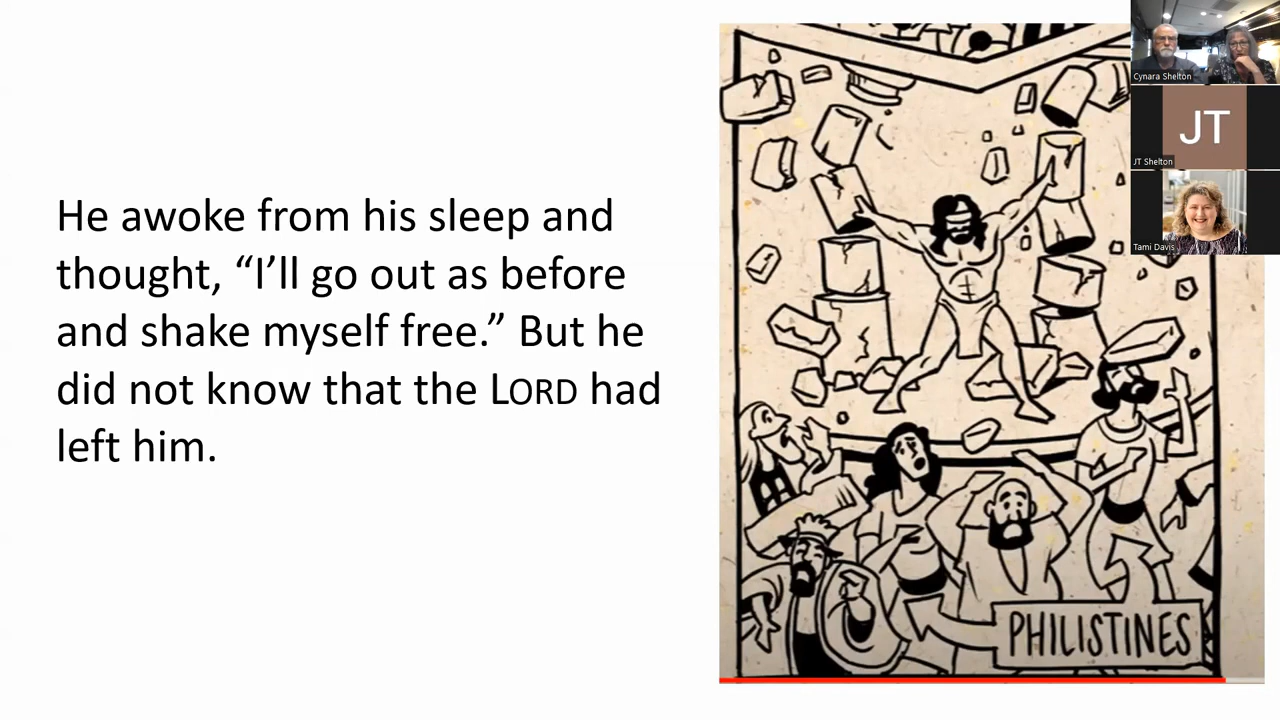 He awoke from his sleep and
thought, “I’ll go out as before
and shake myself free.” But he
did not know that the LORD had
left him.
PHILISTINES
Cynara Shelton
JT
JT Shelton
Tami Davis